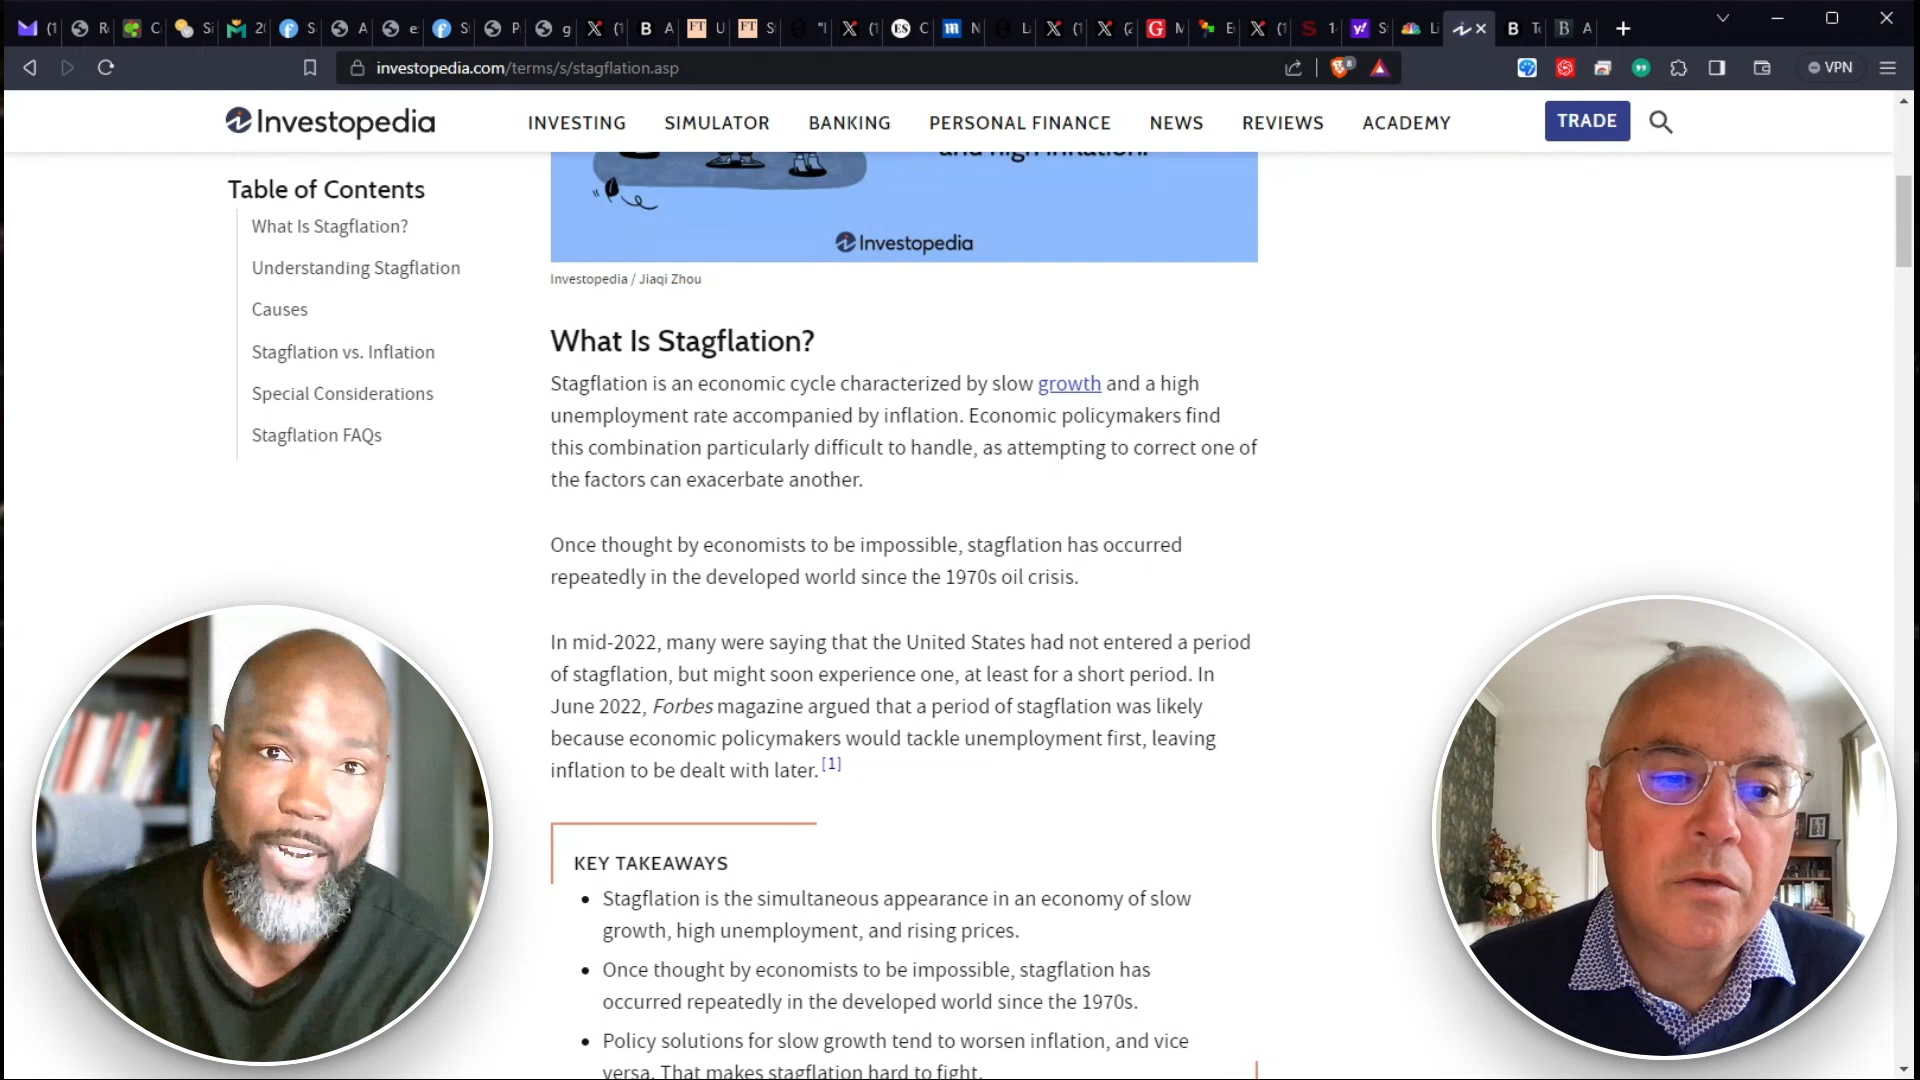 investopedia.com/terms/s/stagflation.asp
VPN
Investopedia
INVESTING
SIMULATOR
BANKING
PERSONAL FINANCE
NEWS
REVIEWS
ACADEMY
TRADE
Table of Contents
What Is Stagflation?
Understanding Stagflation
Causes
Stagflation vs. Inflation
Special Considerations
Stagflation FAQs
and high inflation.
Investopedia
Investopedia / Jiaqi Zhou
What Is Stagflation?
Stagflation is an economic cycle characterized by slow growth and a high
unemployment rate accompanied by inflation. Economic policymakers find
this combination particularly difficult to handle, as attempting to correct one of
the factors can exacerbate another.
Once thought by economists to be impossible, stagflation has occurred
repeatedly in the developed world since the 1970s oil crisis.
In mid-2022, many were saying that the United States had not entered a period
of stagflation, but might soon experience one, at least for a short period. In
June 2022, Forbes magazine argued that a period of stagflation was likely
because economic policymakers would tackle unemployment first, leaving
inflation to be dealt with later. [1]
KEY TAKEAWAYS
• Stagflation is the simultaneous appearance in an economy of slow
growth, high unemployment, and rising prices.
• Once thought by economists to be impossible, stagflation has
occurred repeatedly in the developed world since the 1970s.
• Policy solutions for slow growth tend to worsen inflation, and vice
versa. That makes stagflation hard to fight.